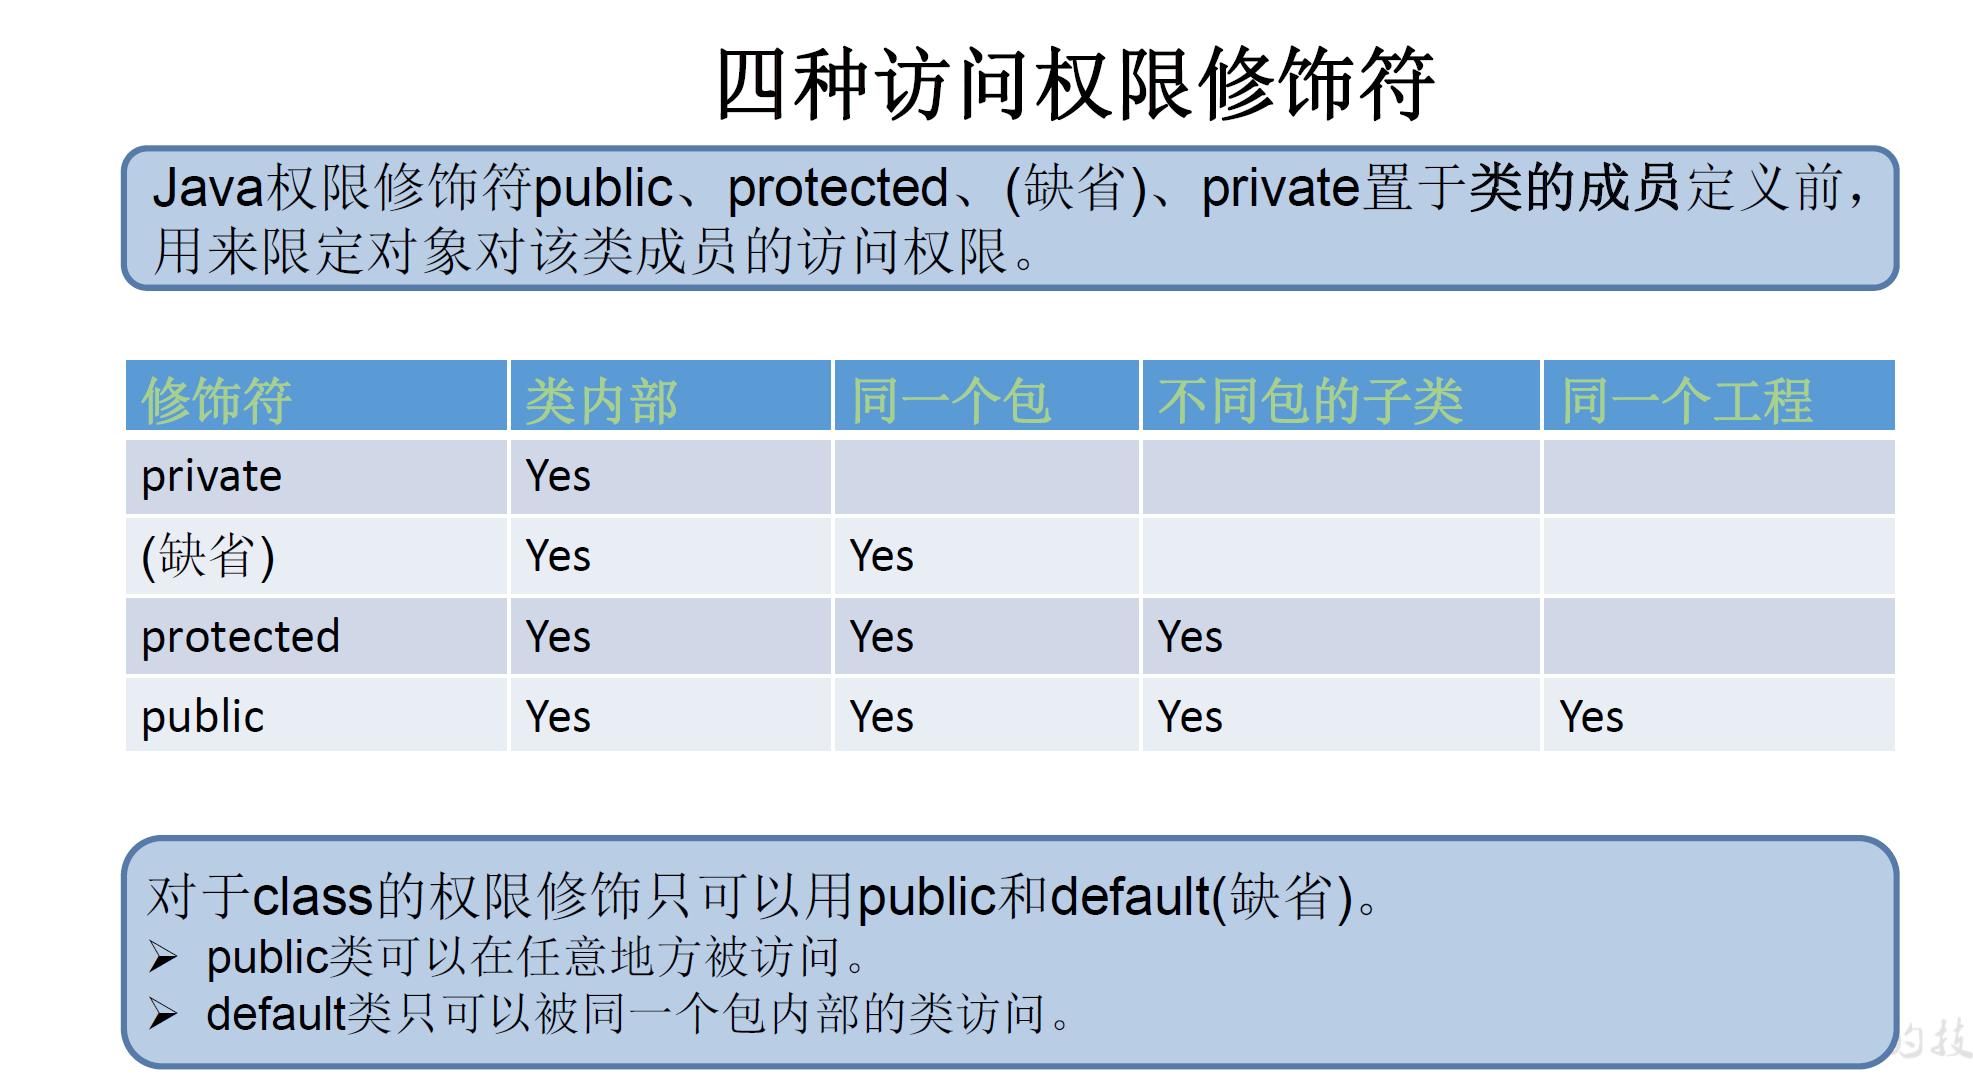 四种访问权限修饰符
Java权限修饰符public、protected、(缺省)、private置于类的成员定义前，
用来限定对象对该类成员的访问权限。
修饰符 类内部 同一个包 不同包的子类 同一个工程
private Yes
(缺省) Yes Yes
protected Yes Yes Yes
public Yes Yes Yes Yes
对于class的权限修饰只可以用public和default(缺省)。
➢ public类可以在任意地方被访问。
➢ default类只可以被同一个包内部的类访问。
的技